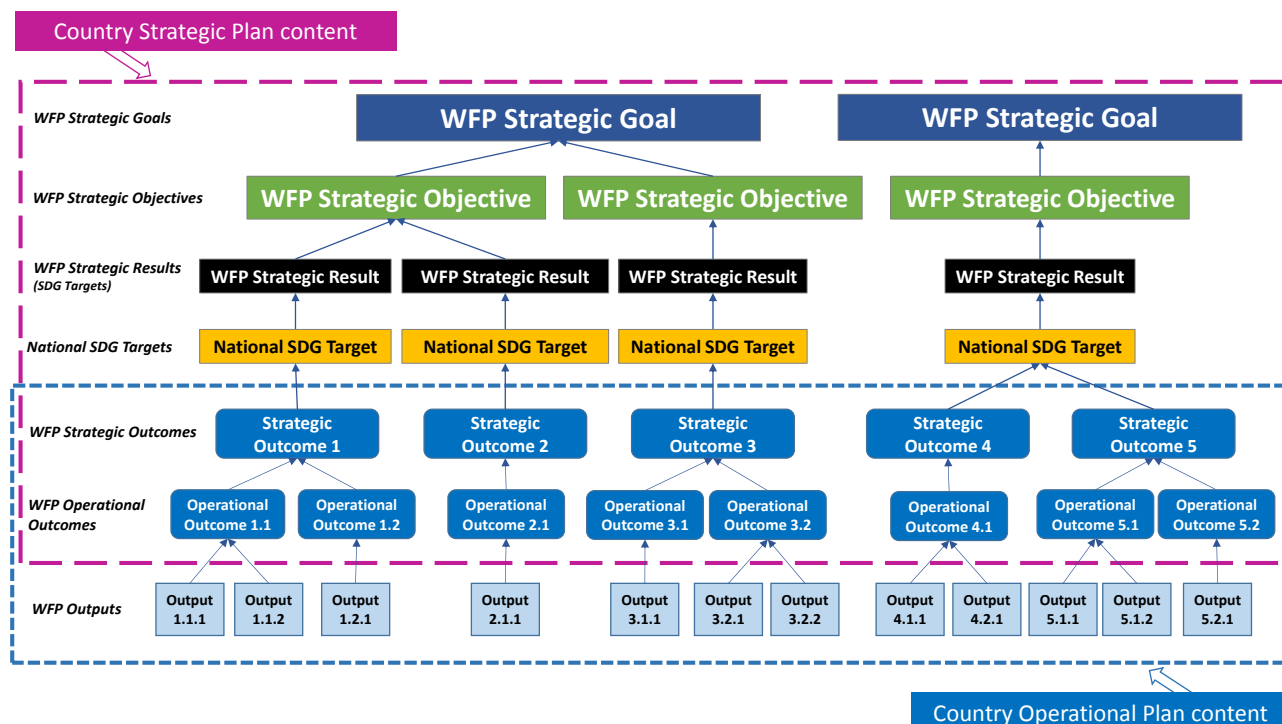 Country Strategic Plan content
WFP Strategic Goals
WFP Strategic Goal
WFP Strategic Goal
WFP Strategic Objectives
WFP Strategic Objective
WFP Strategic Objective
WFP Strategic Objective
WFP Strategic Results
(SDG Targets)
WFP Strategic Result
WFP Strategic Result
WFP Strategic Result
WFP Strategic Result
National SDG Targets
National SDG Target
National SDG Target
National SDG Target
National SDG Target
WFP Strategic Outcomes
Strategic
Outcome 1
Strategic
Outcome 2
Strategic
Outcome 3
Strategic
Outcome 4
Strategic
Outcome 5
WFP Operational
Outcomes
Operational
Outcome 1.1
Operational
Outcome 1.2
Operational
Outcome 2.1
Operational
Outcome 3.1
Operational
Outcome 3.2
Operational
Outcome 4.1
Operational
Outcome 5.1
Operational
Outcome 5.2
WFP Outputs
Output
1.1.1
Output
1.1.2
Output
1.2.1
Output
2.1.1
Output
3.1.1
Output
3.2.1
Output
3.2.2
Output
4.1.1
Output
4.2.1
Output
5.1.1
Output
5.1.2
Output
5.2.1
Country Operational Plan content